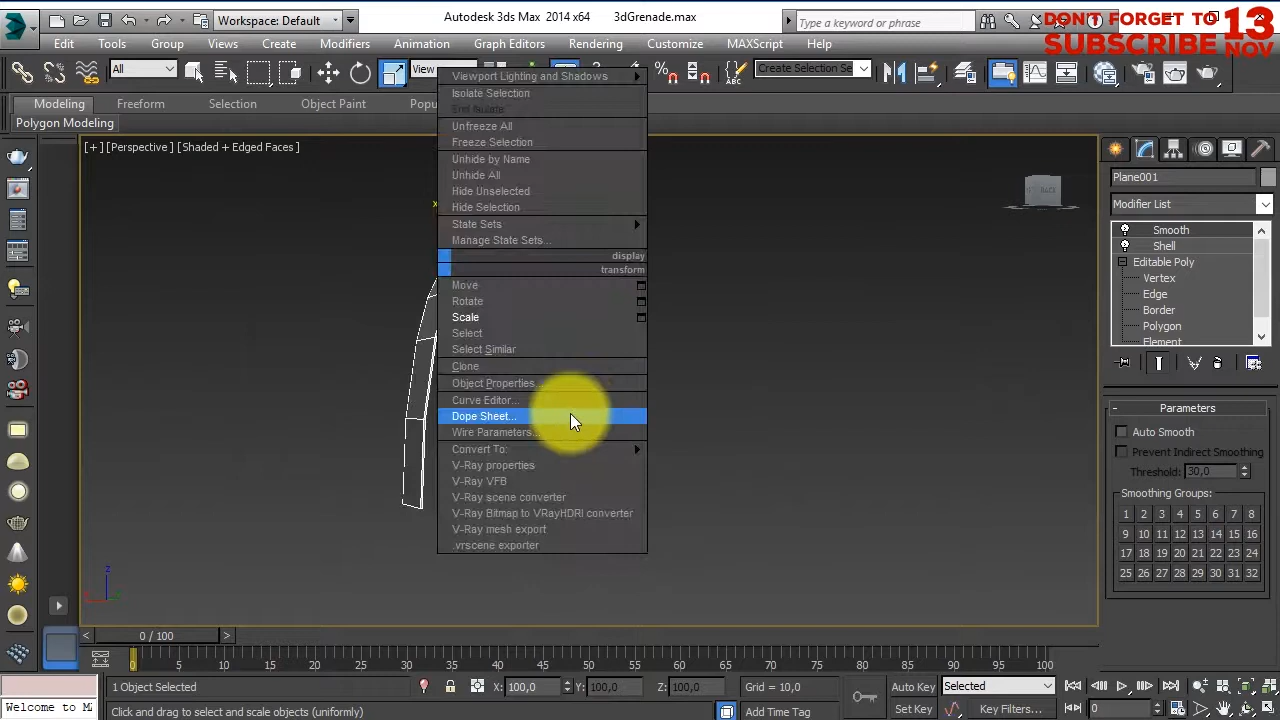 Workspace: Default
Autodesk 3ds Max 2014 x64
3dGrenade.max
Type a keyword or phrase
DON'T FORGET TO
SUBSCRIBE
13
NOV
Edit
Tools
Group
Views
Create
Modifiers
Animation
Graph Editors
Rendering
Customize
MAXScript
Help
All
View
%
ABC
Create Selection Se
Modeling
Freeform
Selection
Object Paint
Popu
Polygon Modeling
[+] [Perspective] [Shaded + Edged Faces]
x
BACK
Viewport Lighting and Shadows
Isolate Selection
End Isolate
Unfreeze All
Freeze Selection
Unhide by Name
Unhide All
Hide Unselected
Hide Selection
State Sets
Manage State Sets...
display
transform
Move
Rotate
Scale
Select
Select Similar
Clone
Object Properties...
Curve Editor...
Dope Sheet...
Wire Parameters...
Convert To:
V-Ray properties
V-Ray VFB
V-Ray scene converter
V-Ray Bitmap to VRayHDRI converter
V-Ray mesh export
.vrscene exporter
Plane001
Modifier List
Smooth
Shell
Editable Poly
Vertex
Edge
Border
Polygon
Element
Parameters
Auto Smooth
Prevent Indirect Smoothing
Threshold: 30,0
Smoothing Groups:
1 2 3 4 5 6 7 8
9 10 11 12 13 14 15 16
17 18 19 20 21 22 23 24
25 26 27 28 29 30 31 32
z
0 / 100
0 5 10 15 20 25 30 35 40 45 50 55 60 65 70 75 80 85 90 95 100
1 Object Selected
X: 100,0
Y: 100,0
Z: 100,0
Grid = 10,0
Auto Key
Selected
Welcome to M
Click and drag to select and scale objects (uniformly)
Add Time Tag
Set Key
Key Filters...
0